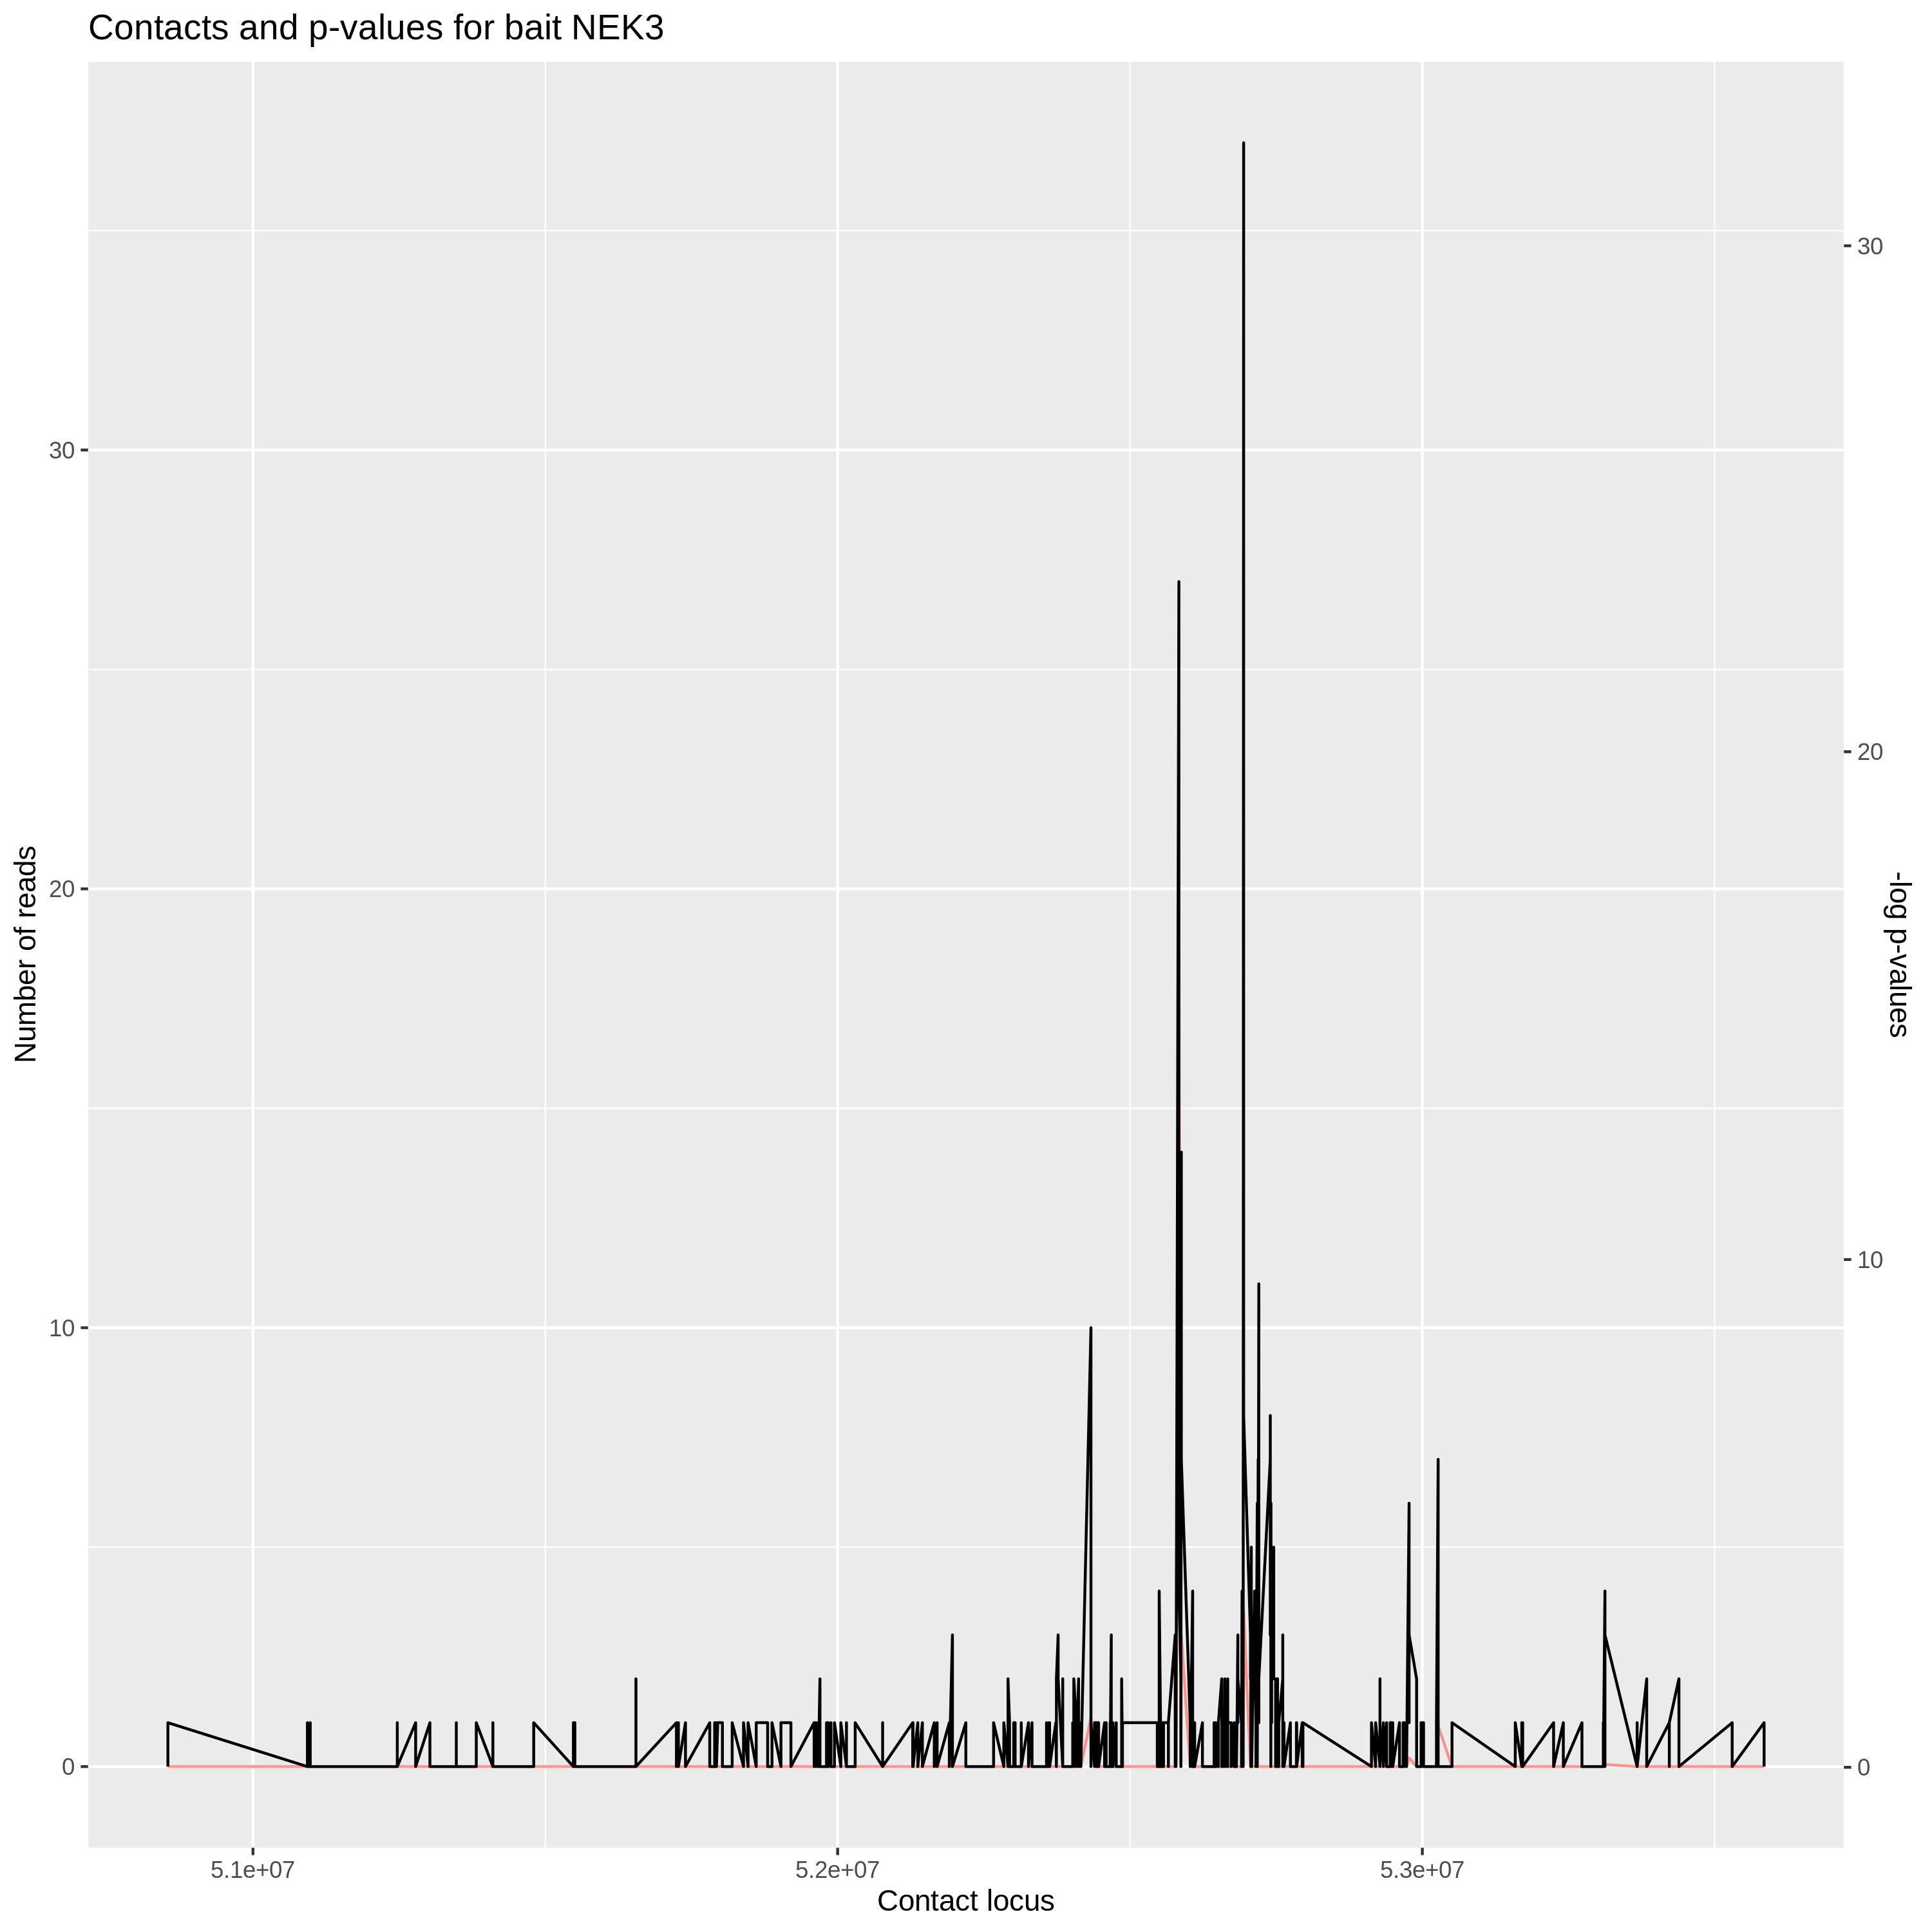 Contacts and p-values for bait NEK3
30
20
10
0
30
20
10
0
Number of reads
-log p-values
5.1e+07 5.2e+07 5.3e+07
Contact locus